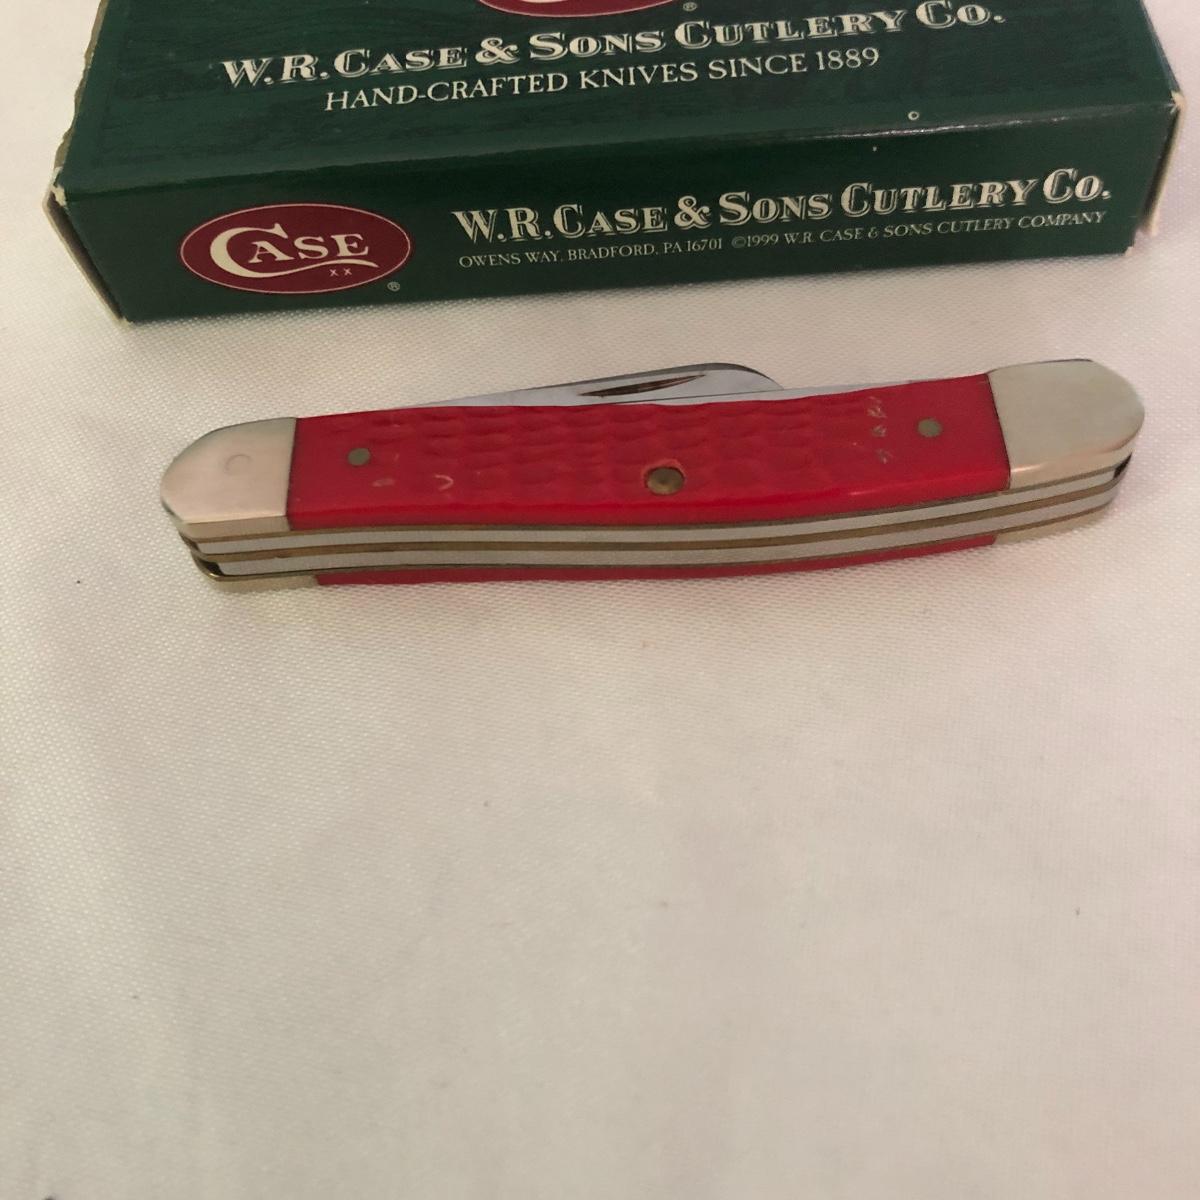 ®
W.R. CASE & SONS CUTLERY CO.
HAND-CRAFTED KNIVES SINCE 1889
CASE
XX
®
W.R. CASE & SONS CUTLERY CO.
OWENS WAY, BRADFORD, PA 16701 ©1999 W.R. CASE & SONS CUTLERY COMPANY